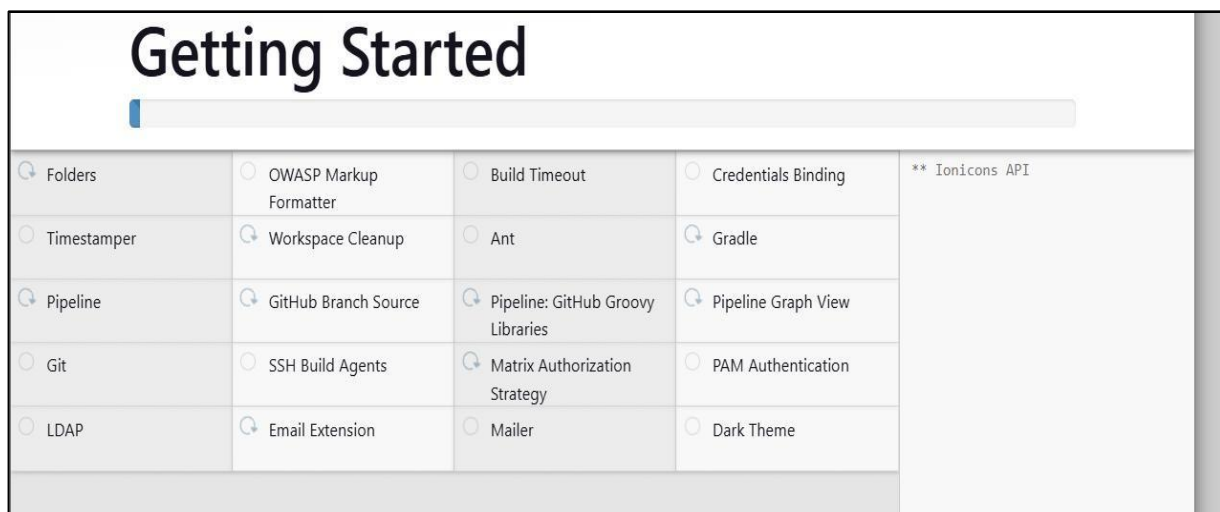 Getting Started
Folders
OWASP Markup
Formatter
Build Timeout
Credentials Binding
** Ionicons API
Timestamper
Workspace Cleanup
Ant
Gradle
Pipeline
GitHub Branch Source
Pipeline: GitHub Groovy
Libraries
Pipeline Graph View
Git
SSH Build Agents
Matrix Authorization
Strategy
PAM Authentication
LDAP
Email Extension
Mailer
Dark Theme